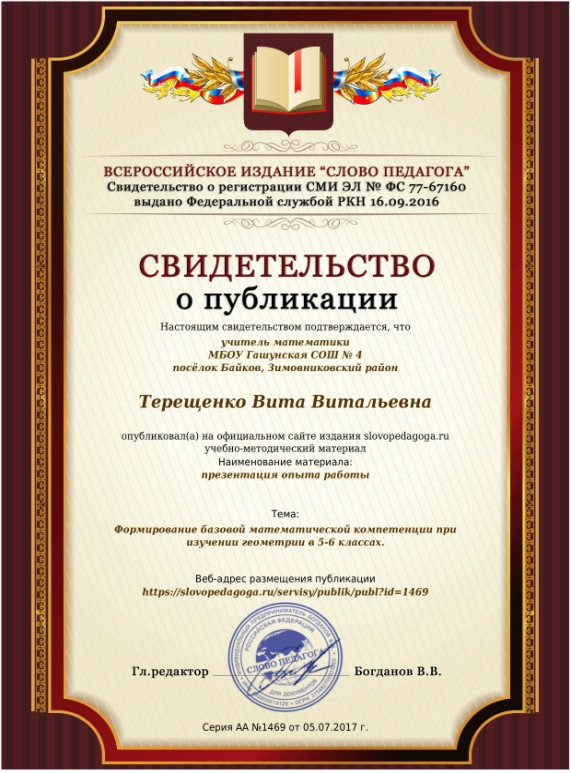 ВСЕРОССИЙСКОЕ ИЗДАНИЕ “СЛОВО ПЕДАГОГА”
Свидетельство о регистрации СМИ ЭЛ № ФС 77-67160
выдано Федеральной службой РКН 16.09.2016
СВИДЕТЕЛЬСТВО
о публикации
Настоящим свидетельством подтверждается, что
учитель математики
МБОУ Гашунская СОШ № 4
посёлок Байков, Зимовниковский район
Терещенко Вита Витальевна
опубликовал(а) на официальном сайте издания slovopedagoga.ru
учебно-методический материал
Наименование материала:
презентация опыта работы
Тема:
Формирование базовой математической компетенции при
изучении геометрии в 5-6 классах.
Веб-адрес размещения публикации
https://slovopedagoga.ru/servisy/publik/publ?id=1469
РОССИЙСКАЯ ФЕДЕРАЦИЯ
СЛОВО ПЕДАГОГА
ДЛЯ ДОКУМЕНТОВ
Гл.редактор Богданов В.В.
Серия АА №1469 от 05.07.2017 г.